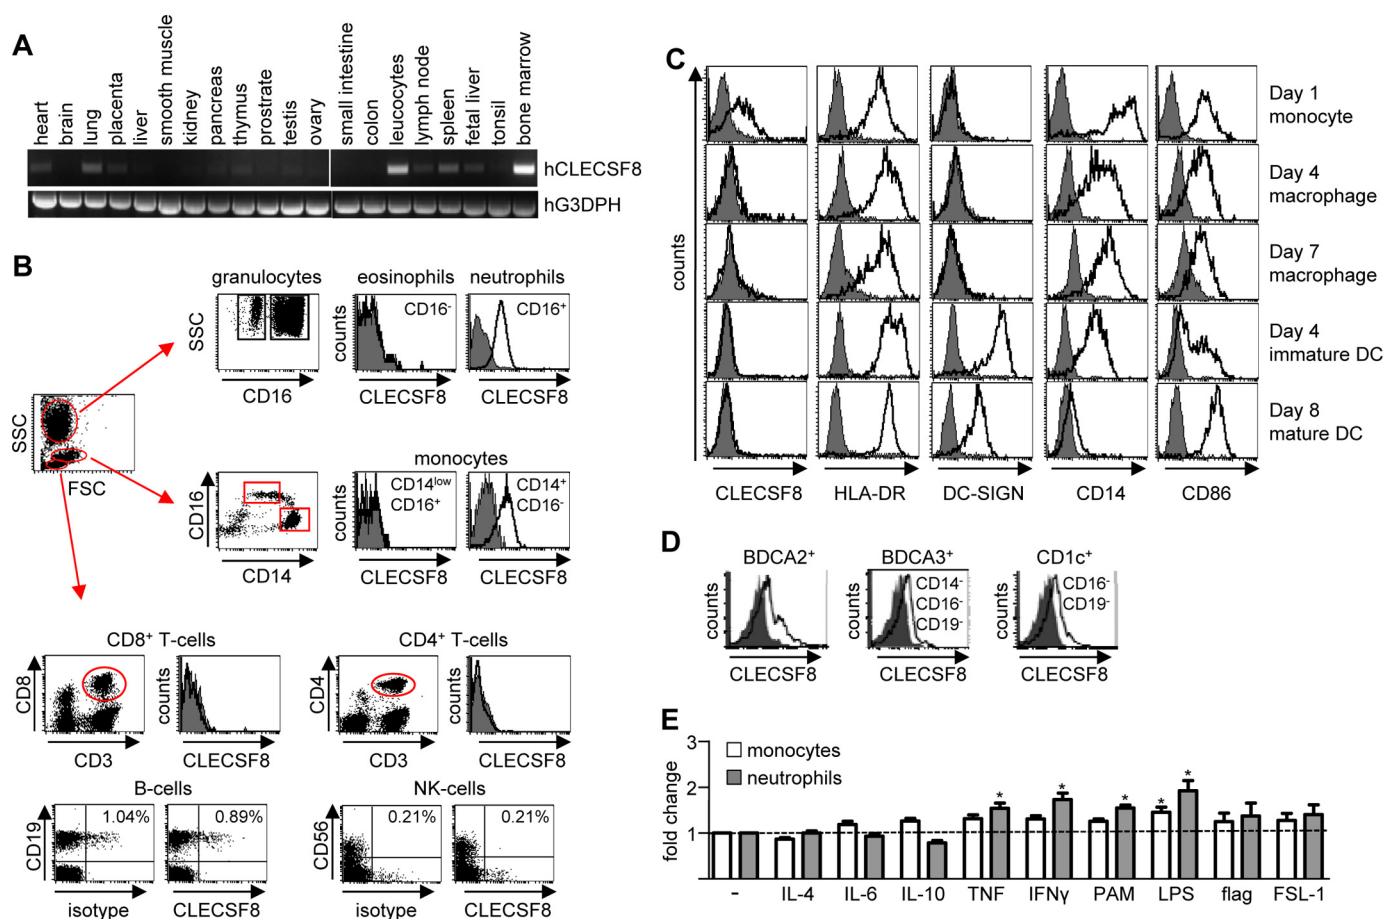 A
heart
brain
lung
placenta
liver
smooth muscle
kidney
pancreas
thymus
prostrate
testis
ovary
small intestine
colon
leucocytes
lymph node
spleen
fetal liver
tonsil
bone marrow
hCLECSF8
hG3DPH
B
granulocytes
eosinophils
neutrophils
SSC
counts
CD16-
CD16+
CD16
CLECSF8
CLECSF8
SSC
FSC
monocytes
CD16
counts
CD14low
CD16+
CD14+
CD16-
CD14
CLECSF8
CLECSF8
CD8+ T-cells
CD4+ T-cells
CD8
counts
CD4
counts
CD3
CLECSF8
CD3
CLECSF8
B-cells
NK-cells
CD19
1.04%
0.89%
CD56
0.21%
0.21%
isotype
CLECSF8
isotype
CLECSF8
C
counts
Day 1
monocyte
Day 4
macrophage
Day 7
macrophage
Day 4
immature DC
Day 8
mature DC
CLECSF8
HLA-DR
DC-SIGN
CD14
CD86
D
BDCA2+
BDCA3+
CD1c+
counts
counts
CD14-
CD16-
CD19-
counts
CD16-
CD19-
CLECSF8
CLECSF8
CLECSF8
E
fold change
3
2
1
0
monocytes
neutrophils
*
*
*
*
*
-
IL-4
IL-6
IL-10
TNF
IFNγ
PAM
LPS
flag
FSL-1